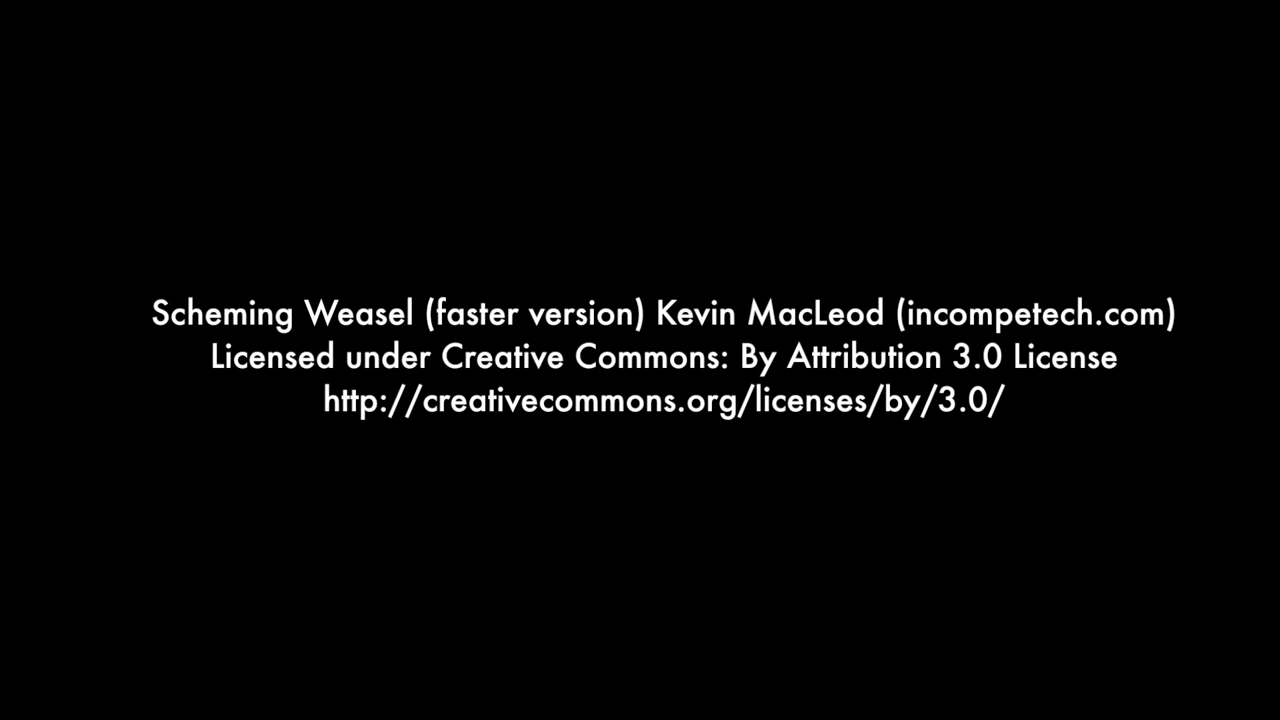 Scheming Weasel (faster version) Kevin MacLeod (incompetech.com)
Licensed under Creative Commons: By Attribution 3.0 License
http://creativecommons.org/licenses/by/3.0/